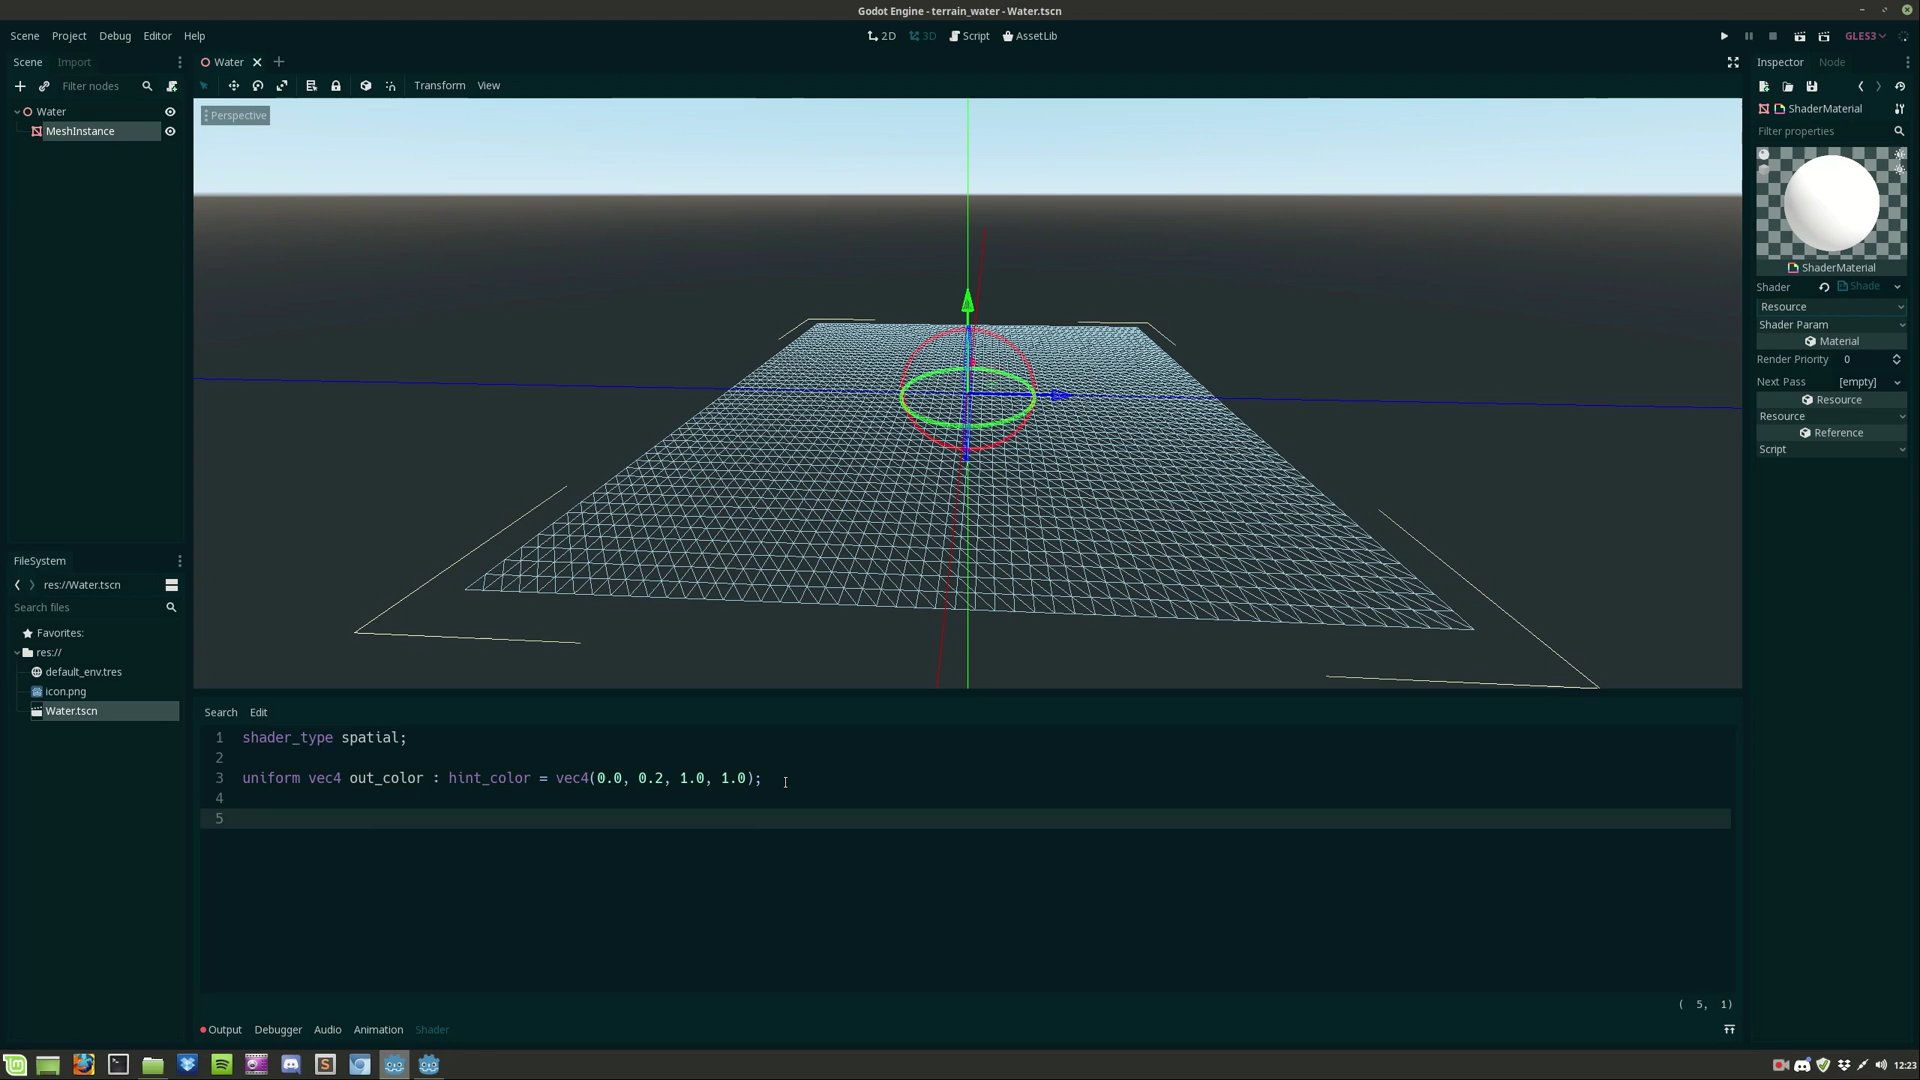 Godot Engine - terrain_water - Water.tscn
Scene Project Debug Editor Help
2D 3D Script AssetLib
GLES3
Scene Import
Water
Inspector Node
Filter nodes
Transform View
Water
MeshInstance
Perspective
ShaderMaterial
Filter properties
ShaderMaterial
Shader Shade
Resource
Shader Param
Material
Render Priority 0
Next Pass [empty]
Resource
Resource
Reference
Script
FileSystem
res://Water.tscn
Search files
Favorites:
res://
default_env.tres
icon.png
Water.tscn
Search Edit
1 shader_type spatial;
2
3 uniform vec4 out_color : hint_color = vec4(0.0, 0.2, 1.0, 1.0);
4
5
( 5, 1)
Output Debugger Audio Animation Shader
12:23